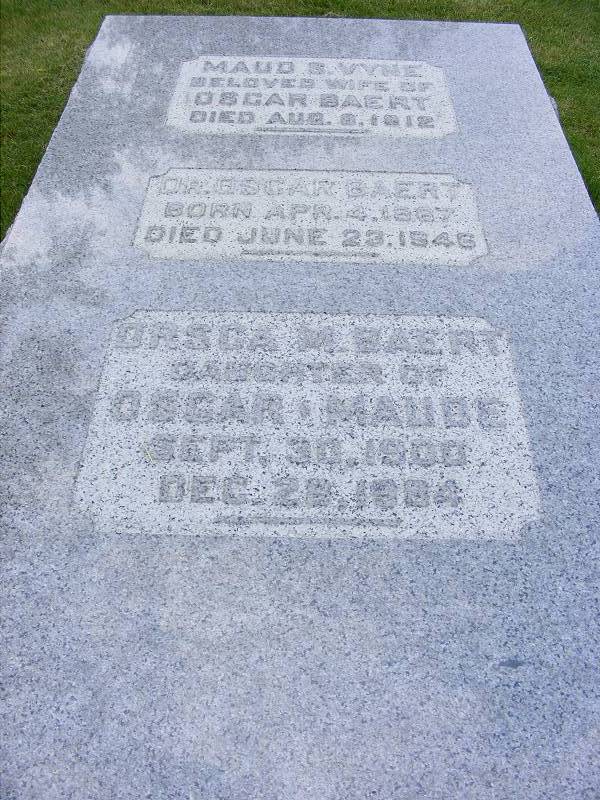 MAUD S. VYNE
BELOVED WIFE OF
OSCAR BAERT
DIED AUG. 6, 1912
DR. OSCAR BAERT
BORN APR. 4, 1867
DIED JUNE 23, 1946
ORSCA M. BAERT
DAUGHTER OF
OSCAR & MAUDE
SEPT. 30, 1900
DEC. 29, 1984